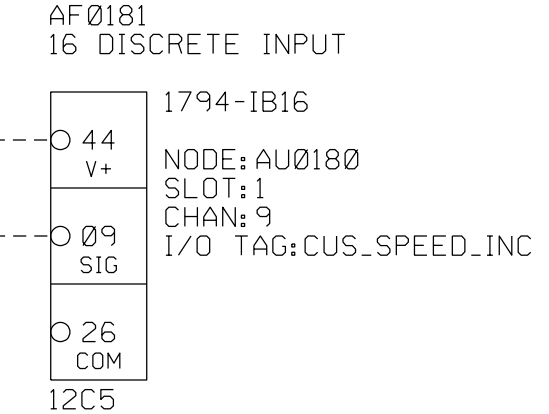 AF0181
16 DISCRETE INPUT
1794-IB16
44
V+
NODE:AU0180
SLOT:1
CHAN:9
I/O TAG:CUS_SPEED_INC
09
SIG
26
COM
12C5